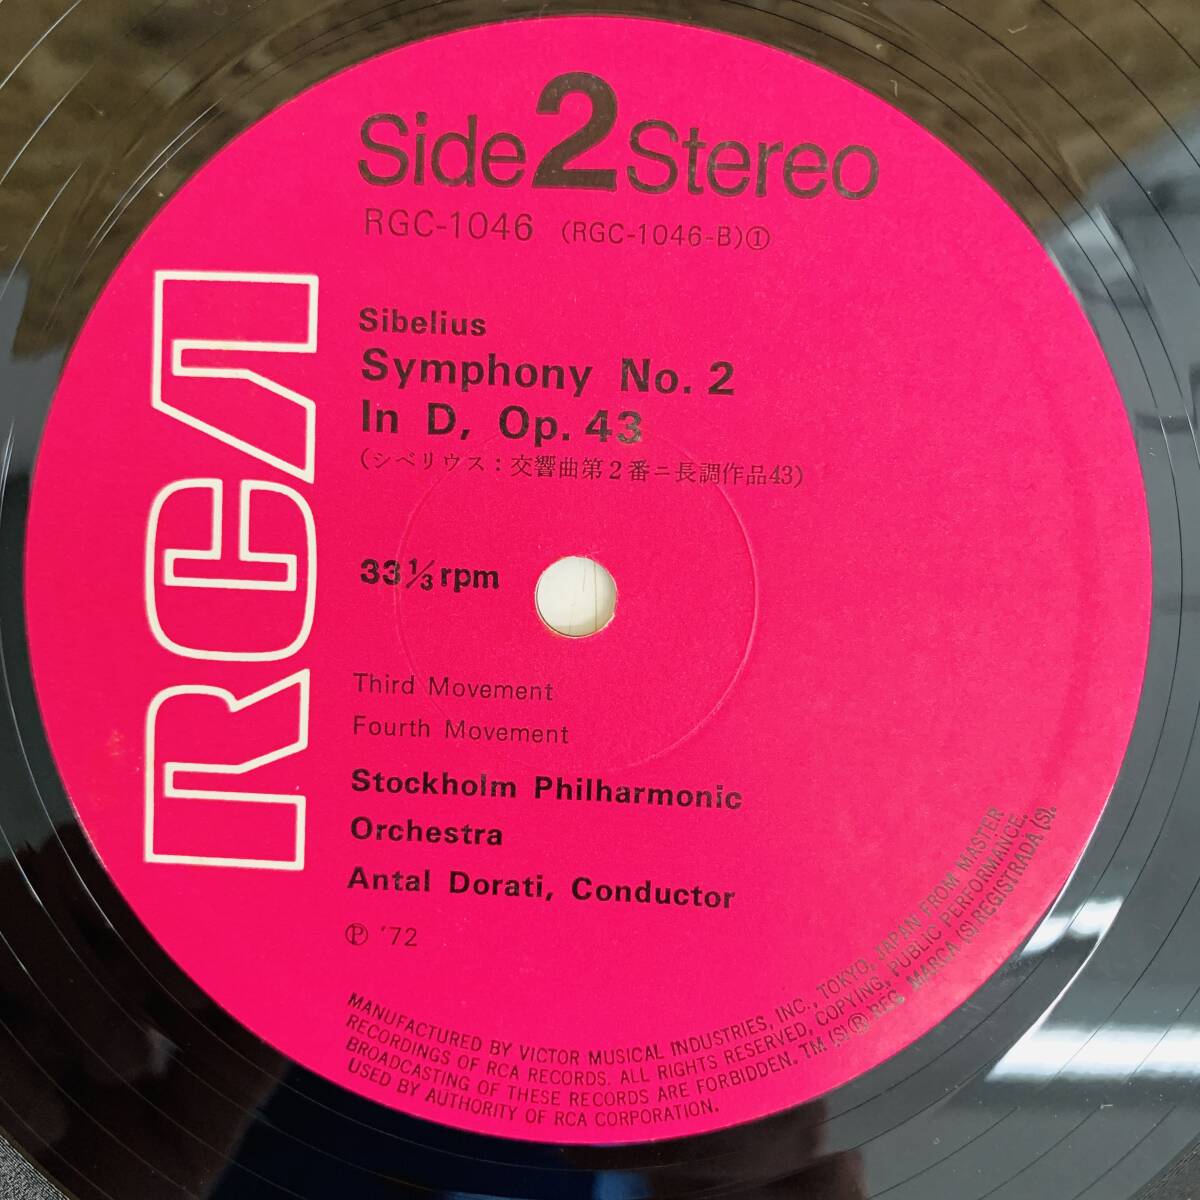 Side 2 Stereo
RGC-1046 (RGC-1046-B)①
RCA
Sibelius
Symphony No. 2
In D, Op. 43
(シベリウス：交響曲第2番ニ長調作品43)
33⅓ rpm
Third Movement
Fourth Movement
Stockholm Philharmonic
Orchestra
Antal Dorati, Conductor
Ⓟ '72
MANUFACTURED BY VICTOR MUSICAL INDUSTRIES, INC., TOKYO, JAPAN FROM MASTER
RECORDINGS OF RCA RECORDS. ALL RIGHTS RESERVED, COPYING, PUBLIC PERFORMANCE.
BROADCASTING OF THESE RECORDS ARE FORBIDDEN. TM (S) ® REG. MARCA (S) REGISTRADA (S).
USED BY AUTHORITY OF RCA CORPORATION.